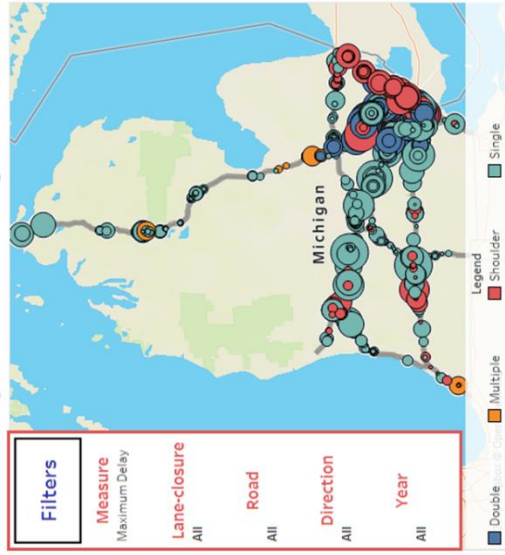 Filters
Measure
Maximum Delay
Lane-closure
All
Road
All
Direction
All
Year
All
Michigan
Legend
Double
Multiple
Shoulder
Single